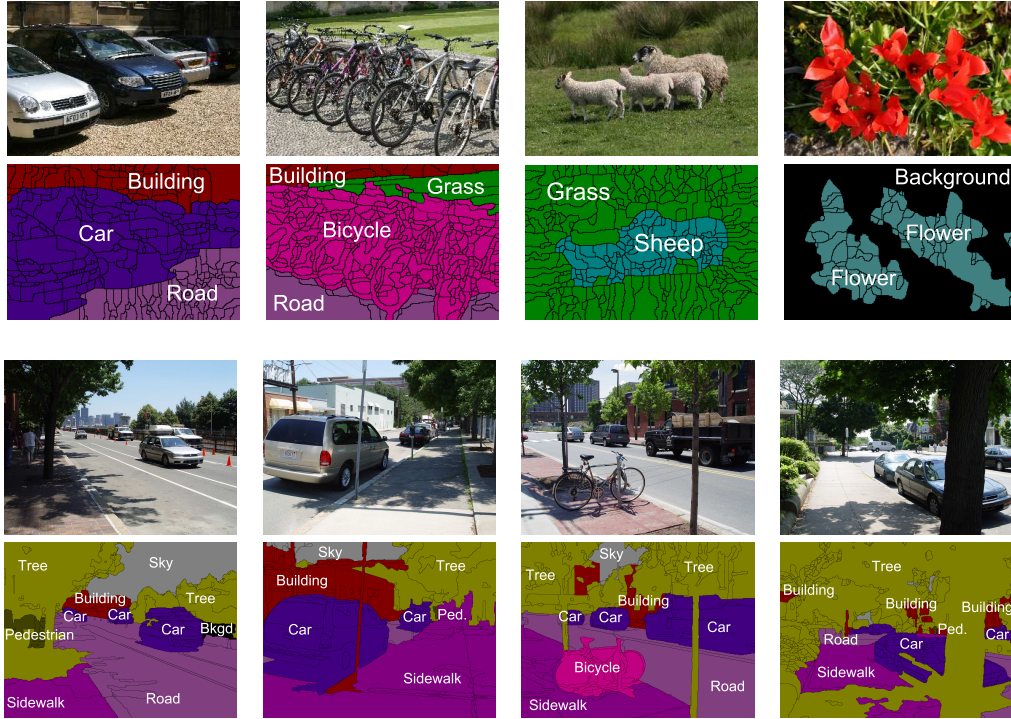 Building
Car
Road
Building
Grass
Bicycle
Road
Grass
Sheep
Background
Flower
Flower
Tree
Sky
Building
Tree
Car
Car
Car
Bkgd
Pedestrian
Sidewalk
Road
Sky
Building
Tree
Car
Car
Ped.
Sidewalk
Sky
Tree
Car
Car
Building
Car
Bicycle
Road
Sidewalk
Tree
Building
Building
Building
Road
Ped.
Car
Car
Sidewalk